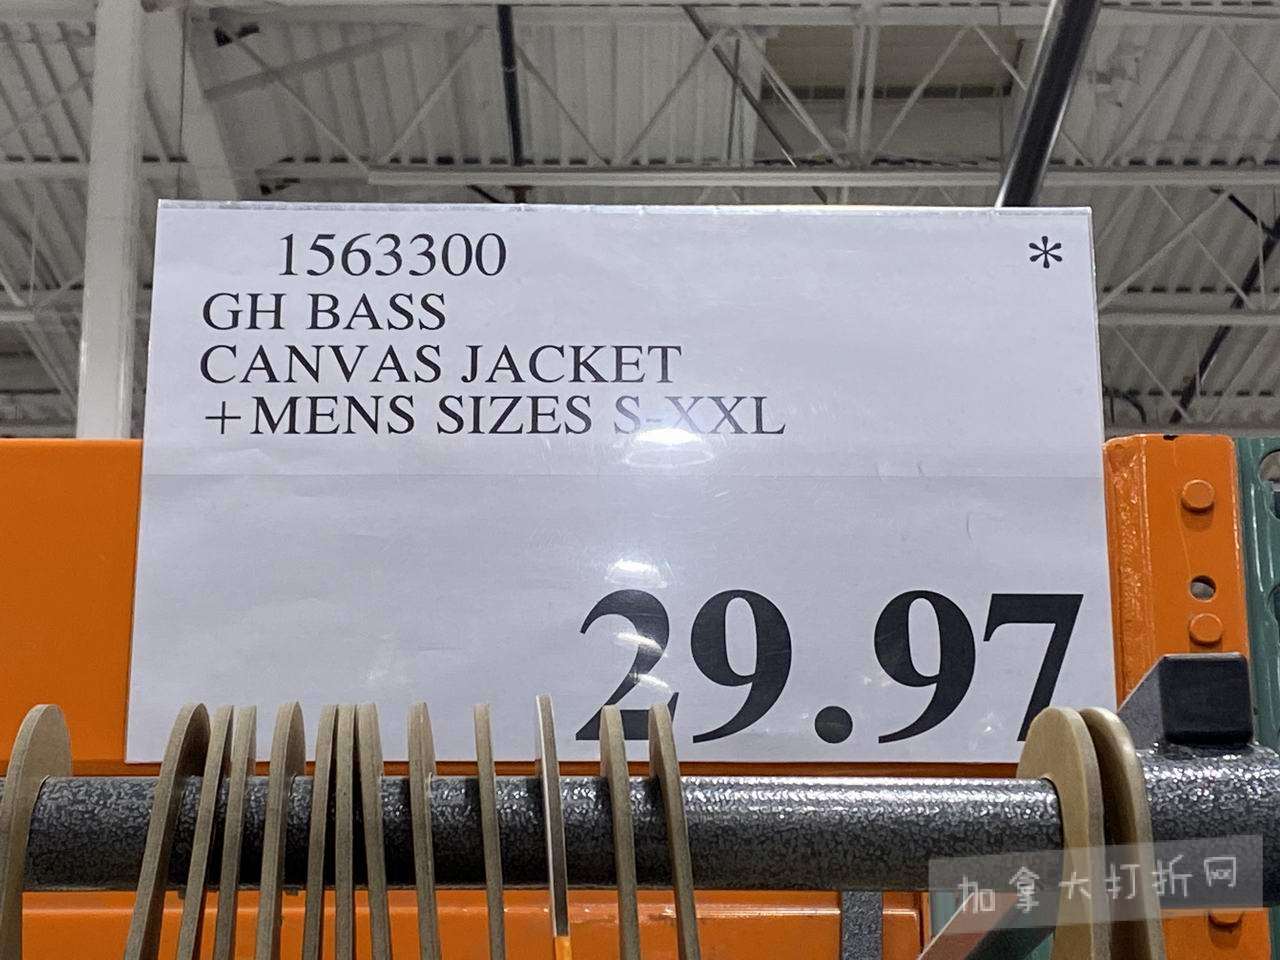 1563300 *
GH BASS
CANVAS JACKET
+MENS SIZES S-XXL
29.97
加拿大打折网